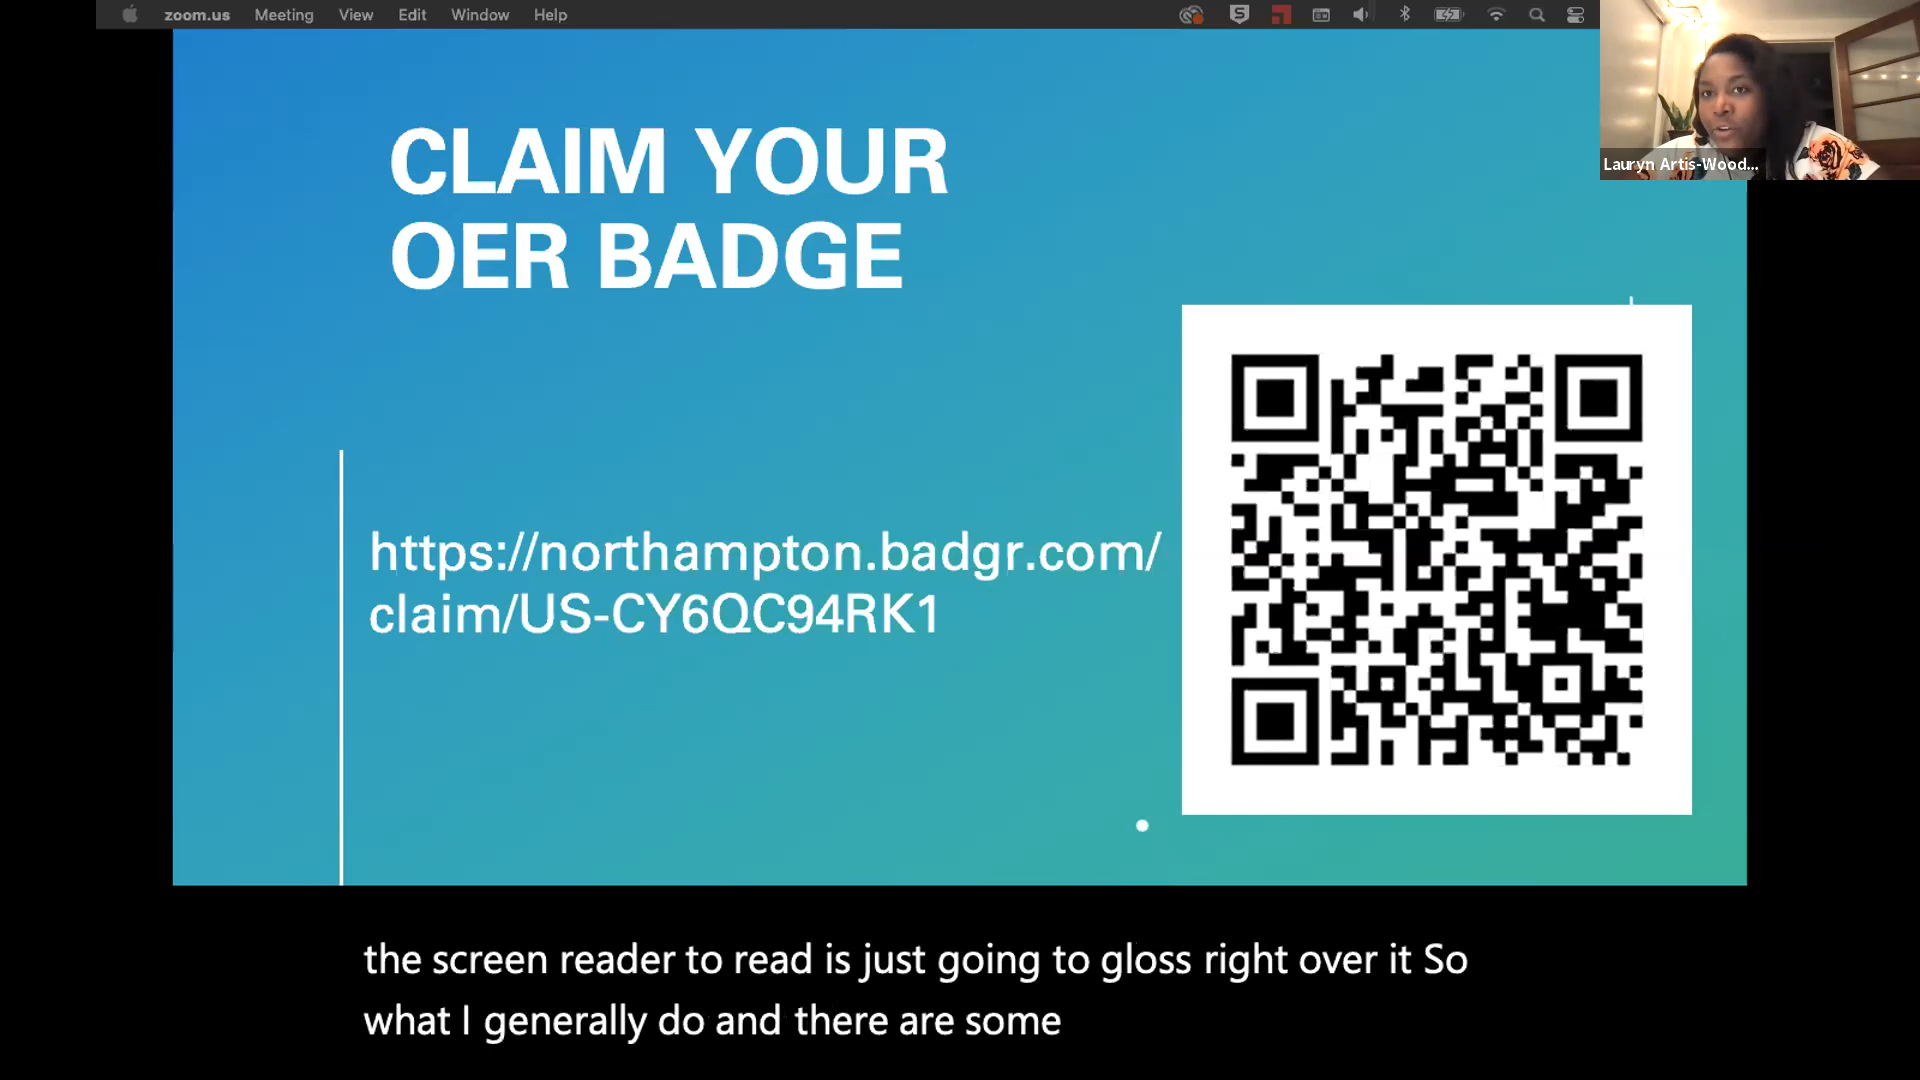 zoom.us Meeting View Edit Window Help
CLAIM YOUR
OER BADGE
https://northampton.badgr.com/
claim/US-CY6QC94RK1
Lauryn Artis-Wood...
the screen reader to read is just going to gloss right over it So
what I generally do and there are some